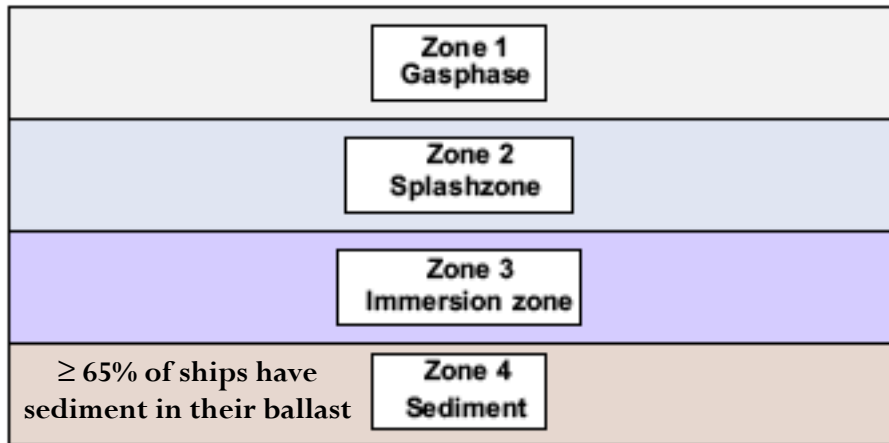 Zone 1
Gasphase
Zone 2
Splashzone
Zone 3
Immersion zone
≥ 65% of ships have
sediment in their ballast
Zone 4
Sediment